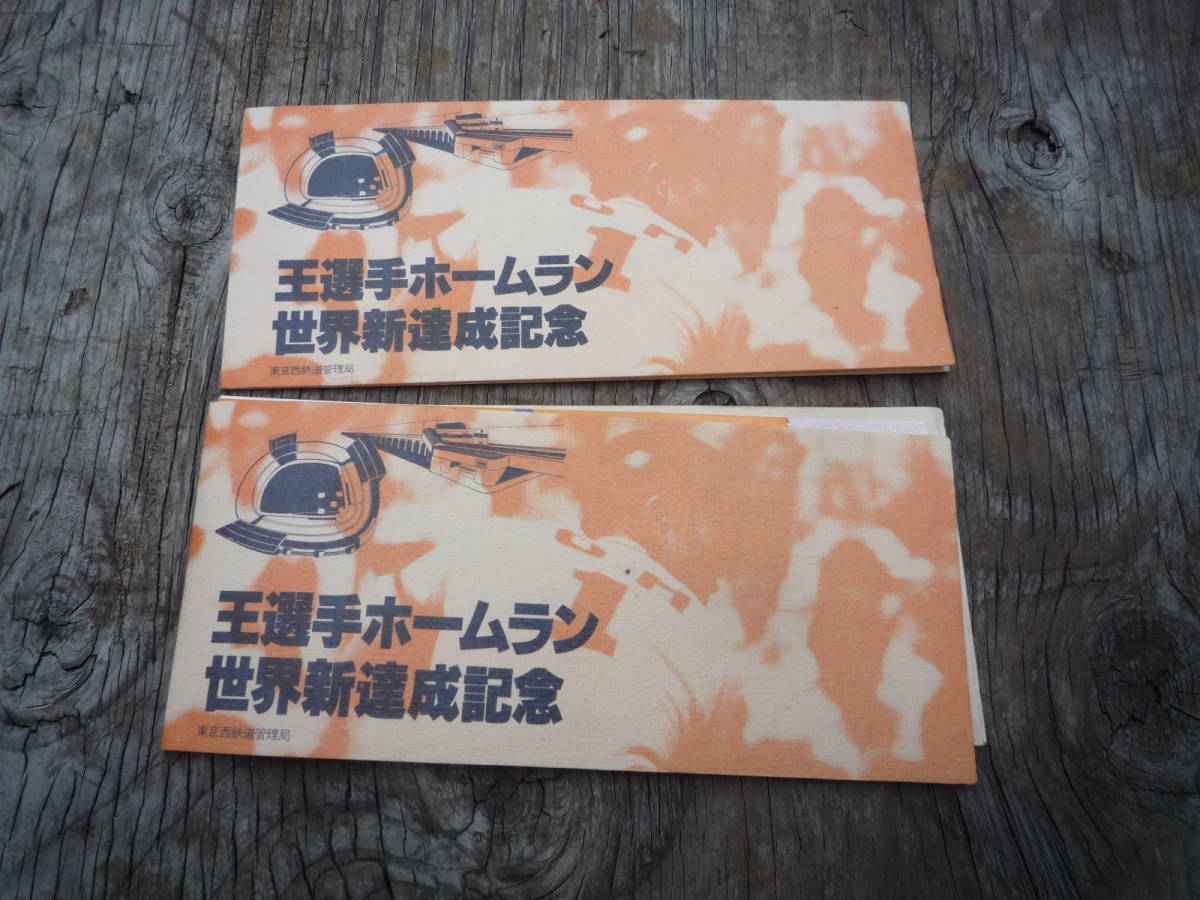 王選手ホームラン
世界新達成記念
東京西鉄道管理局
王選手ホームラン
世界新達成記念
東京西鉄道管理局